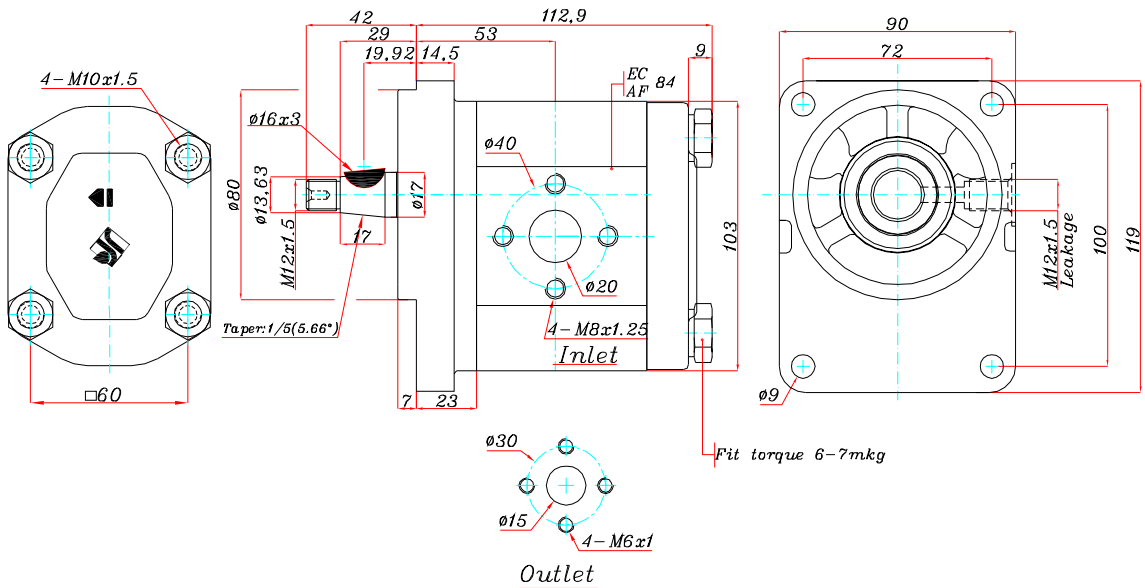 42
112,9
90
29
53
9
72
19,92
14,5
4-M10x1.5
EC
AF 84
ø16x3
ø40
ø80
ø13,63
ø17
M12x1.5
17
103
M12x1.5
Leakage
100
119
ø20
Taper:1/5(5.66°)
4-M8x1.25
Inlet
□60
7
23
ø9
ø30
Fit torque 6-7mkg
ø15
4-M6x1
Outlet